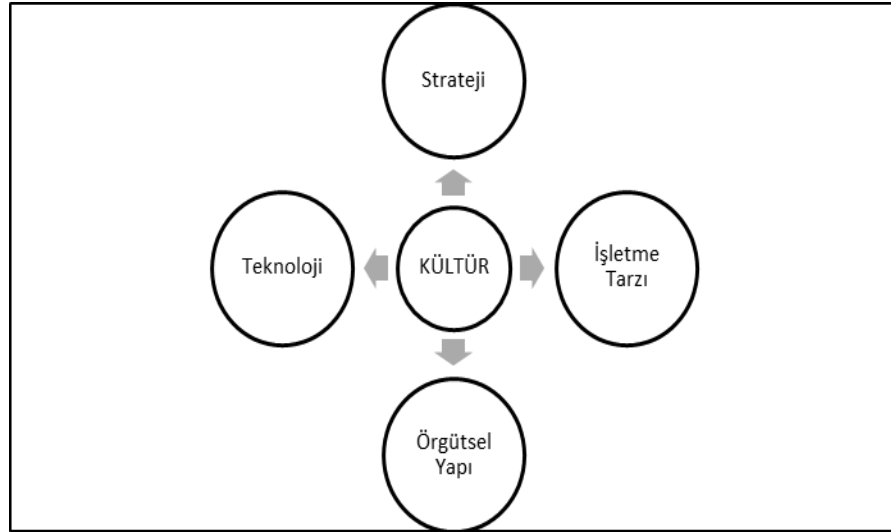 Strateji
Teknoloji
KÜLTÜR
İşletme
Tarzı
Örgütsel
Yapı